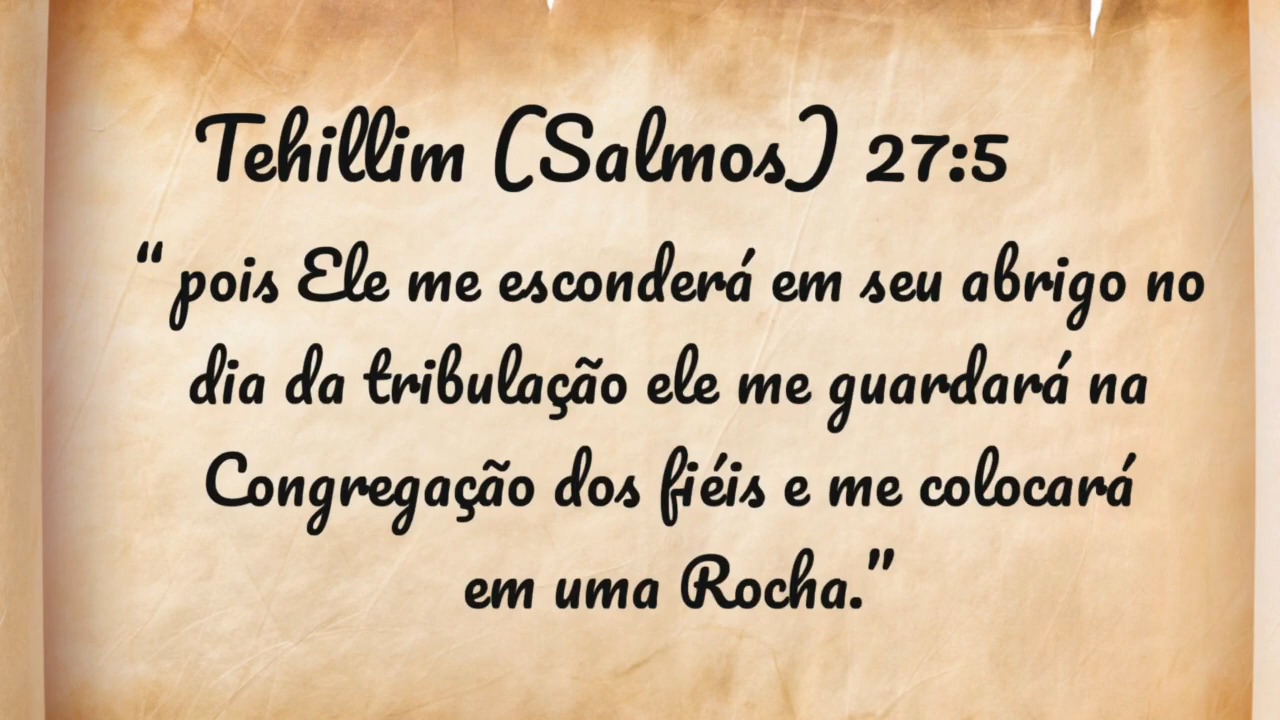 Tehillim (Salmos) 27:5
“pois Ele me esconderá em seu abrigo no
dia da tribulação ele me guardará na
Congregação dos fiéis e me colocará
em uma Rocha.”